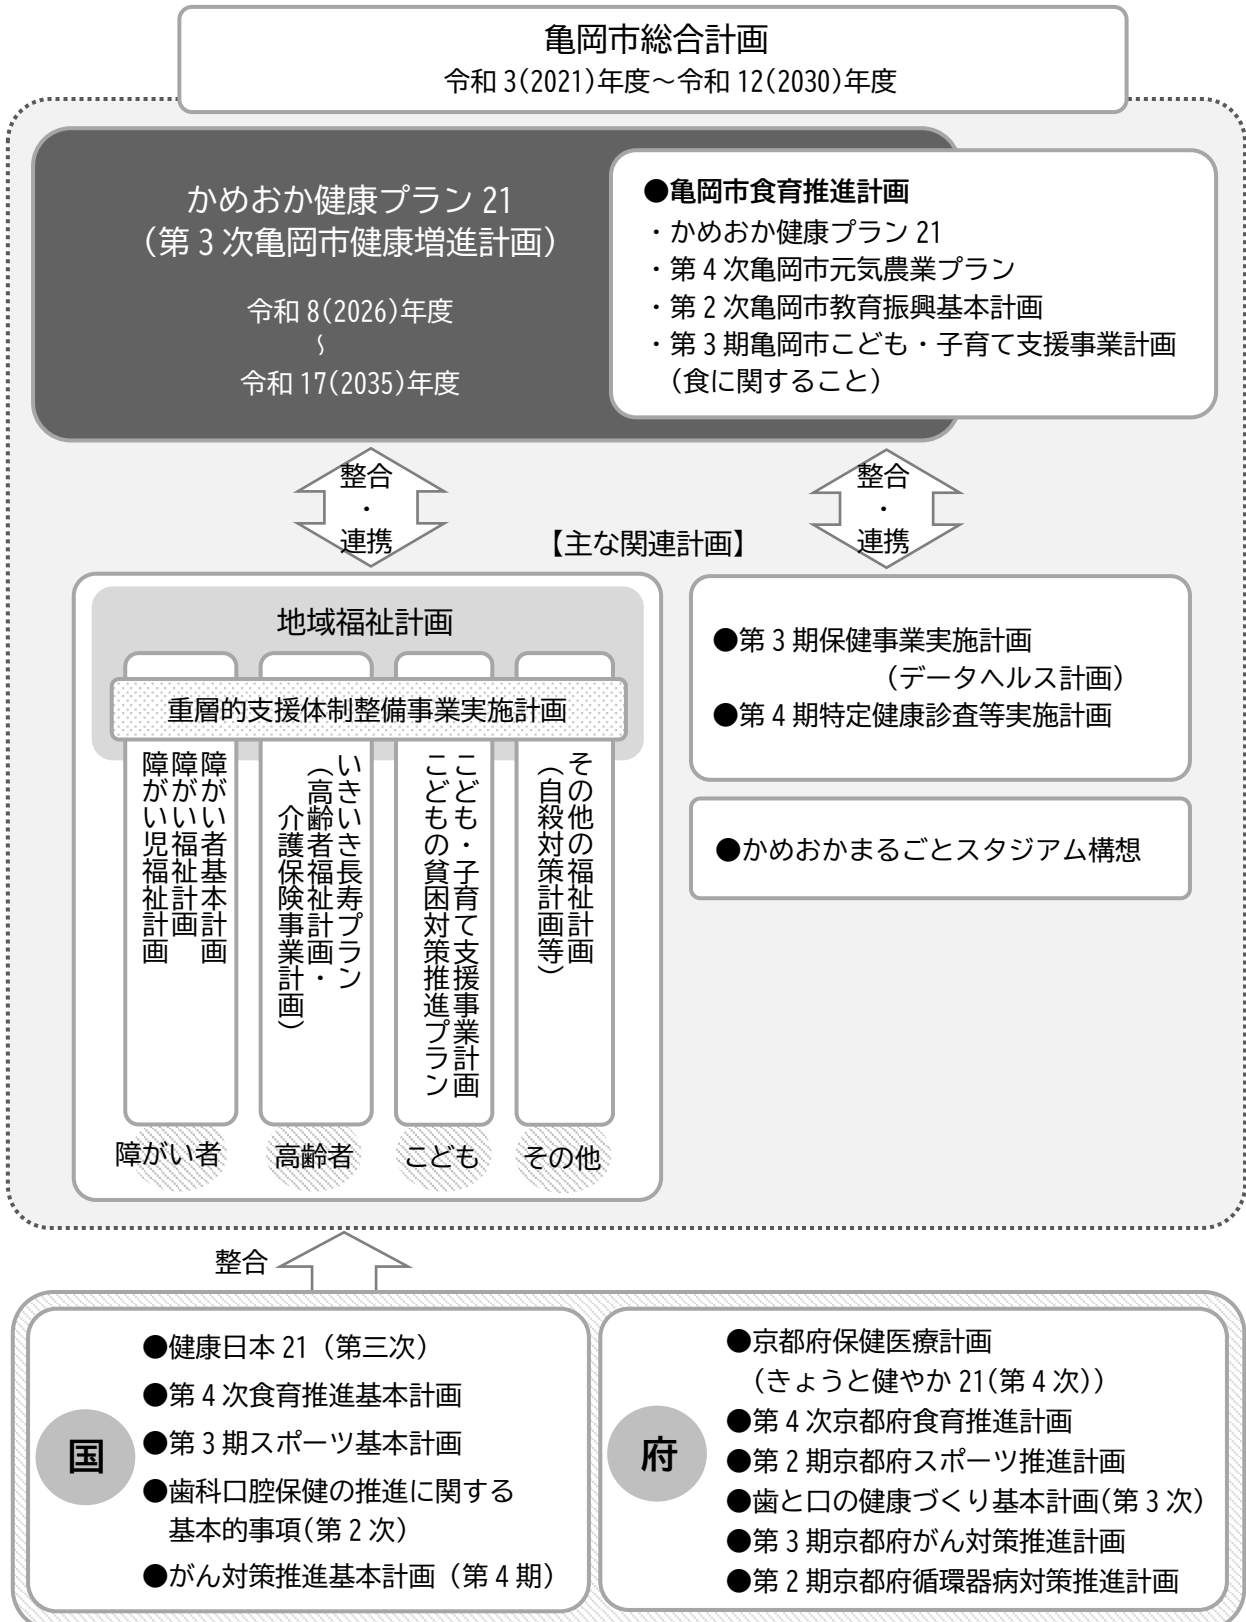 亀岡市総合計画
令和3(2021)年度～令和12(2030)年度
かめおか健康プラン21
（第3次亀岡市健康増進計画）
令和8(2026)年度
～
令和17(2035)年度
●亀岡市食育推進計画
・かめおか健康プラン21
・第4次亀岡市元気農業プラン
・第2次亀岡市教育振興基本計画
・第3期亀岡市こども・子育て支援事業計画
（食に関すること）
整合
・
連携
整合
・
連携
【主な関連計画】
地域福祉計画
重層的支援体制整備事業実施計画
障がい者基本計画
障がい福祉計画
障がい児福祉計画
いきいき長寿プラン
（高齢者福祉計画・
介護保険事業計画）
こども・子育て支援事業計画
こどもの貧困対策推進プラン
その他の福祉計画
（自殺対策計画等）
障がい者
高齢者
こども
その他
●第3期保健事業実施計画
（データヘルス計画）
●第4期特定健康診査等実施計画
●かめおかまるごとスタジアム構想
整合
国
●健康日本21（第三次）
●第4次食育推進基本計画
●第3期スポーツ基本計画
●歯科口腔保健の推進に関する
基本的事項(第2次)
●がん対策推進基本計画（第4期）
府
●京都府保健医療計画
（きょうと健やか21(第4次)）
●第4次京都府食育推進計画
●第2期京都府スポーツ推進計画
●歯と口の健康づくり基本計画(第3次)
●第3期京都府がん対策推進計画
●第2期京都府循環器病対策推進計画